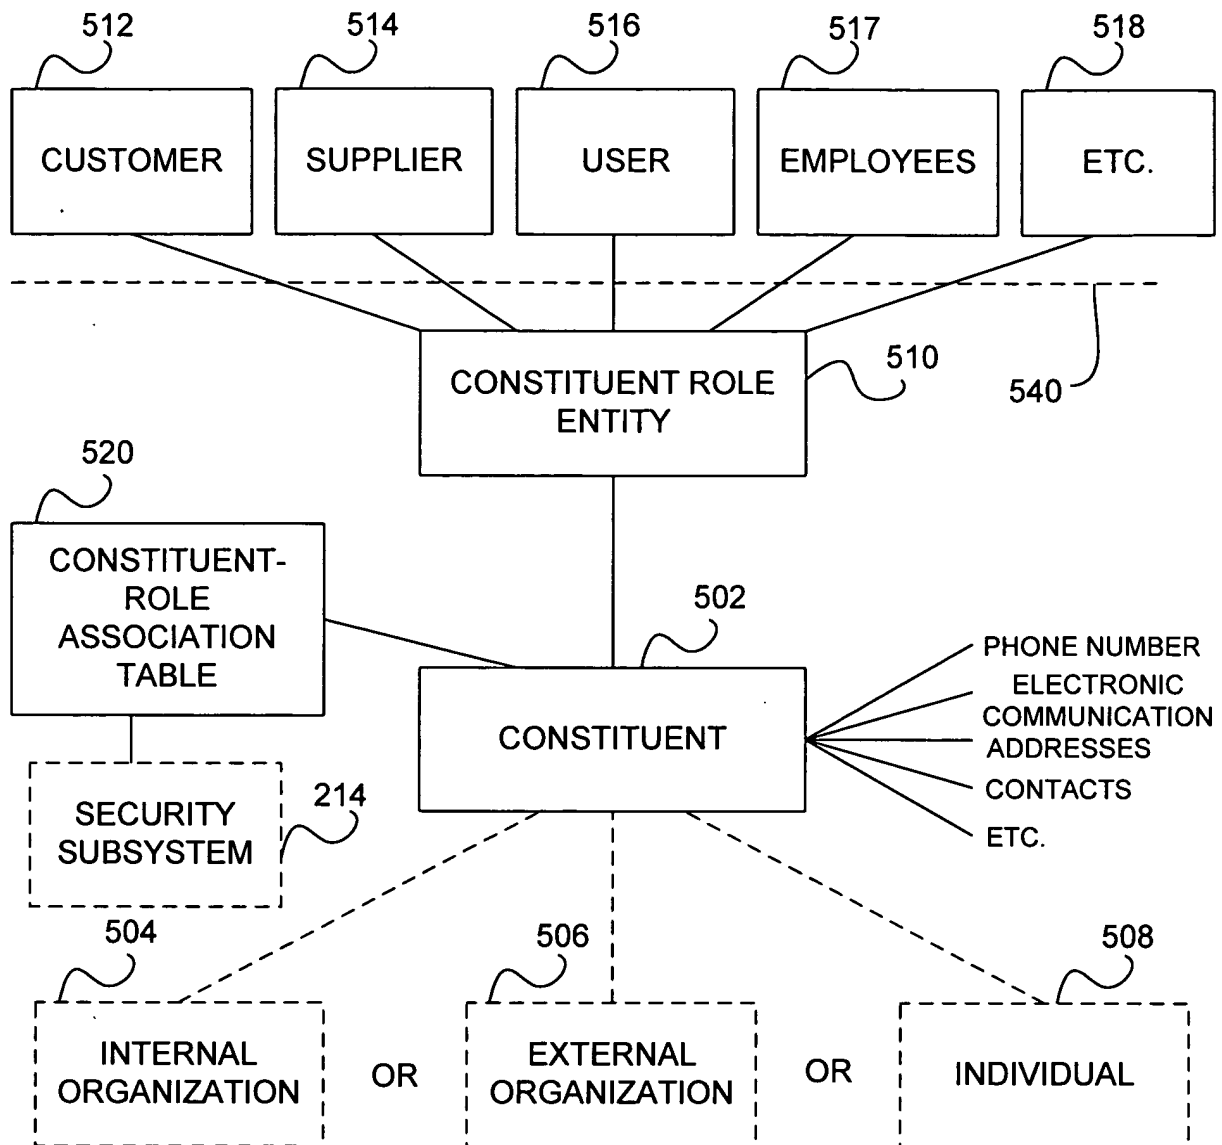 512
514
516
517
518
CUSTOMER
SUPPLIER
USER
EMPLOYEES
ETC.
540
CONSTITUENT ROLE
ENTITY
510
520
CONSTITUENT-
ROLE
ASSOCIATION
TABLE
502
CONSTITUENT
PHONE NUMBER
ELECTRONIC
COMMUNICATION
ADDRESSES
CONTACTS
ETC.
SECURITY
SUBSYSTEM
214
504
506
508
INTERNAL
ORGANIZATION
OR
EXTERNAL
ORGANIZATION
OR
INDIVIDUAL